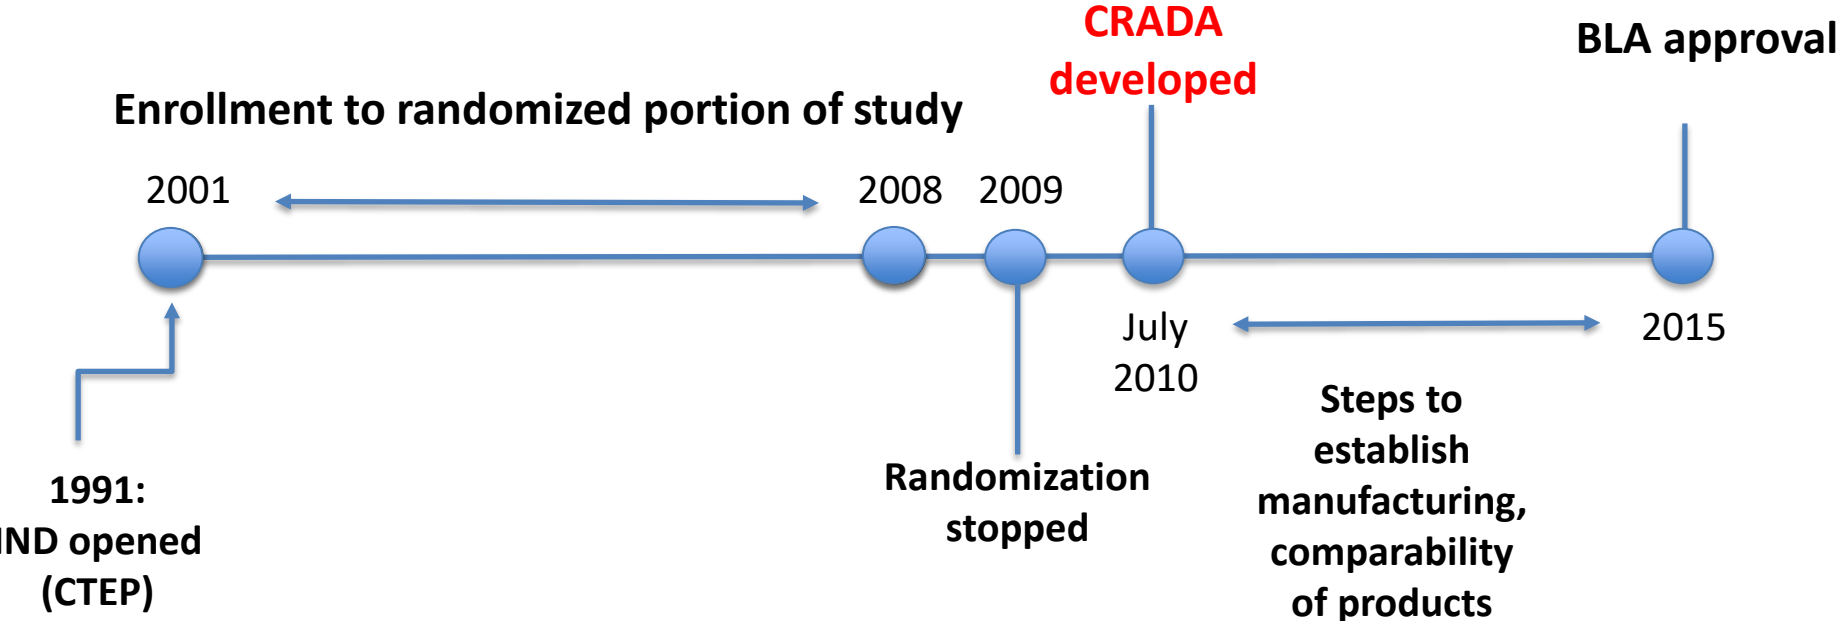 CRADA
developed
BLA approval
Enrollment to randomized portion of study
2001
2008
2009
July
2010
2015
1991:
IND opened
(CTEP)
Randomization
stopped
Steps to
establish
manufacturing,
comparability
of products